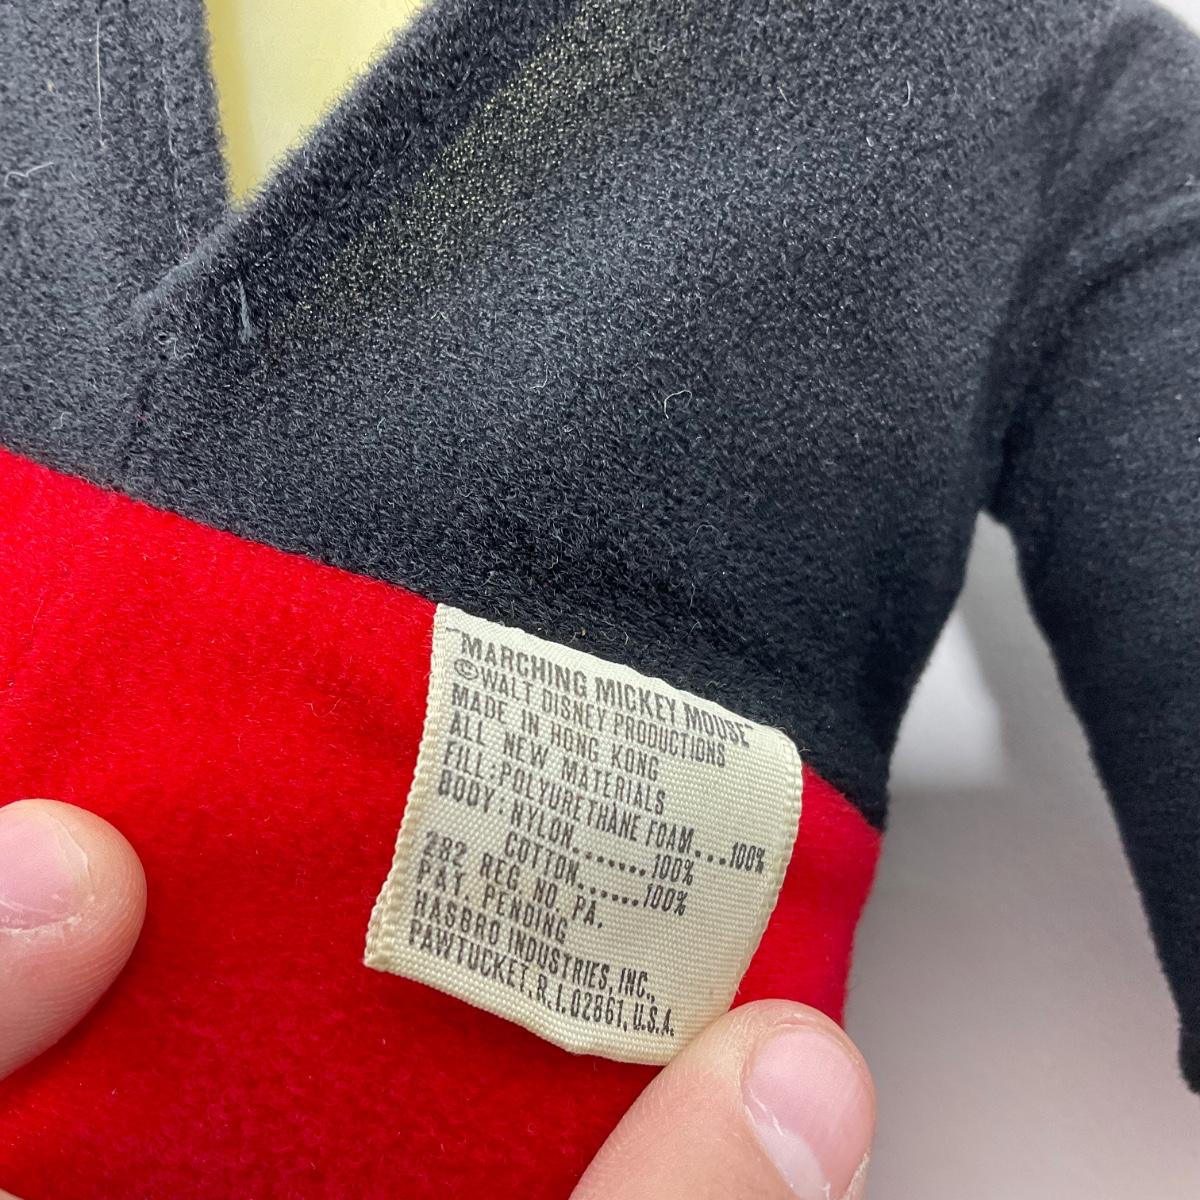 "MARCHING MICKEY MOUSE"
©WALT DISNEY PRODUCTIONS
MADE IN HONG KONG
ALL NEW MATERIALS
FILL:POLYURETHANE FOAM...100%
BODY: NYLON.......100%
COTTON......100%
282 REG. NO. PA.
PAT. PENDING
HASBRO INDUSTRIES, INC.,
PAWTUCKET, R.I. 02861, U.S.A.